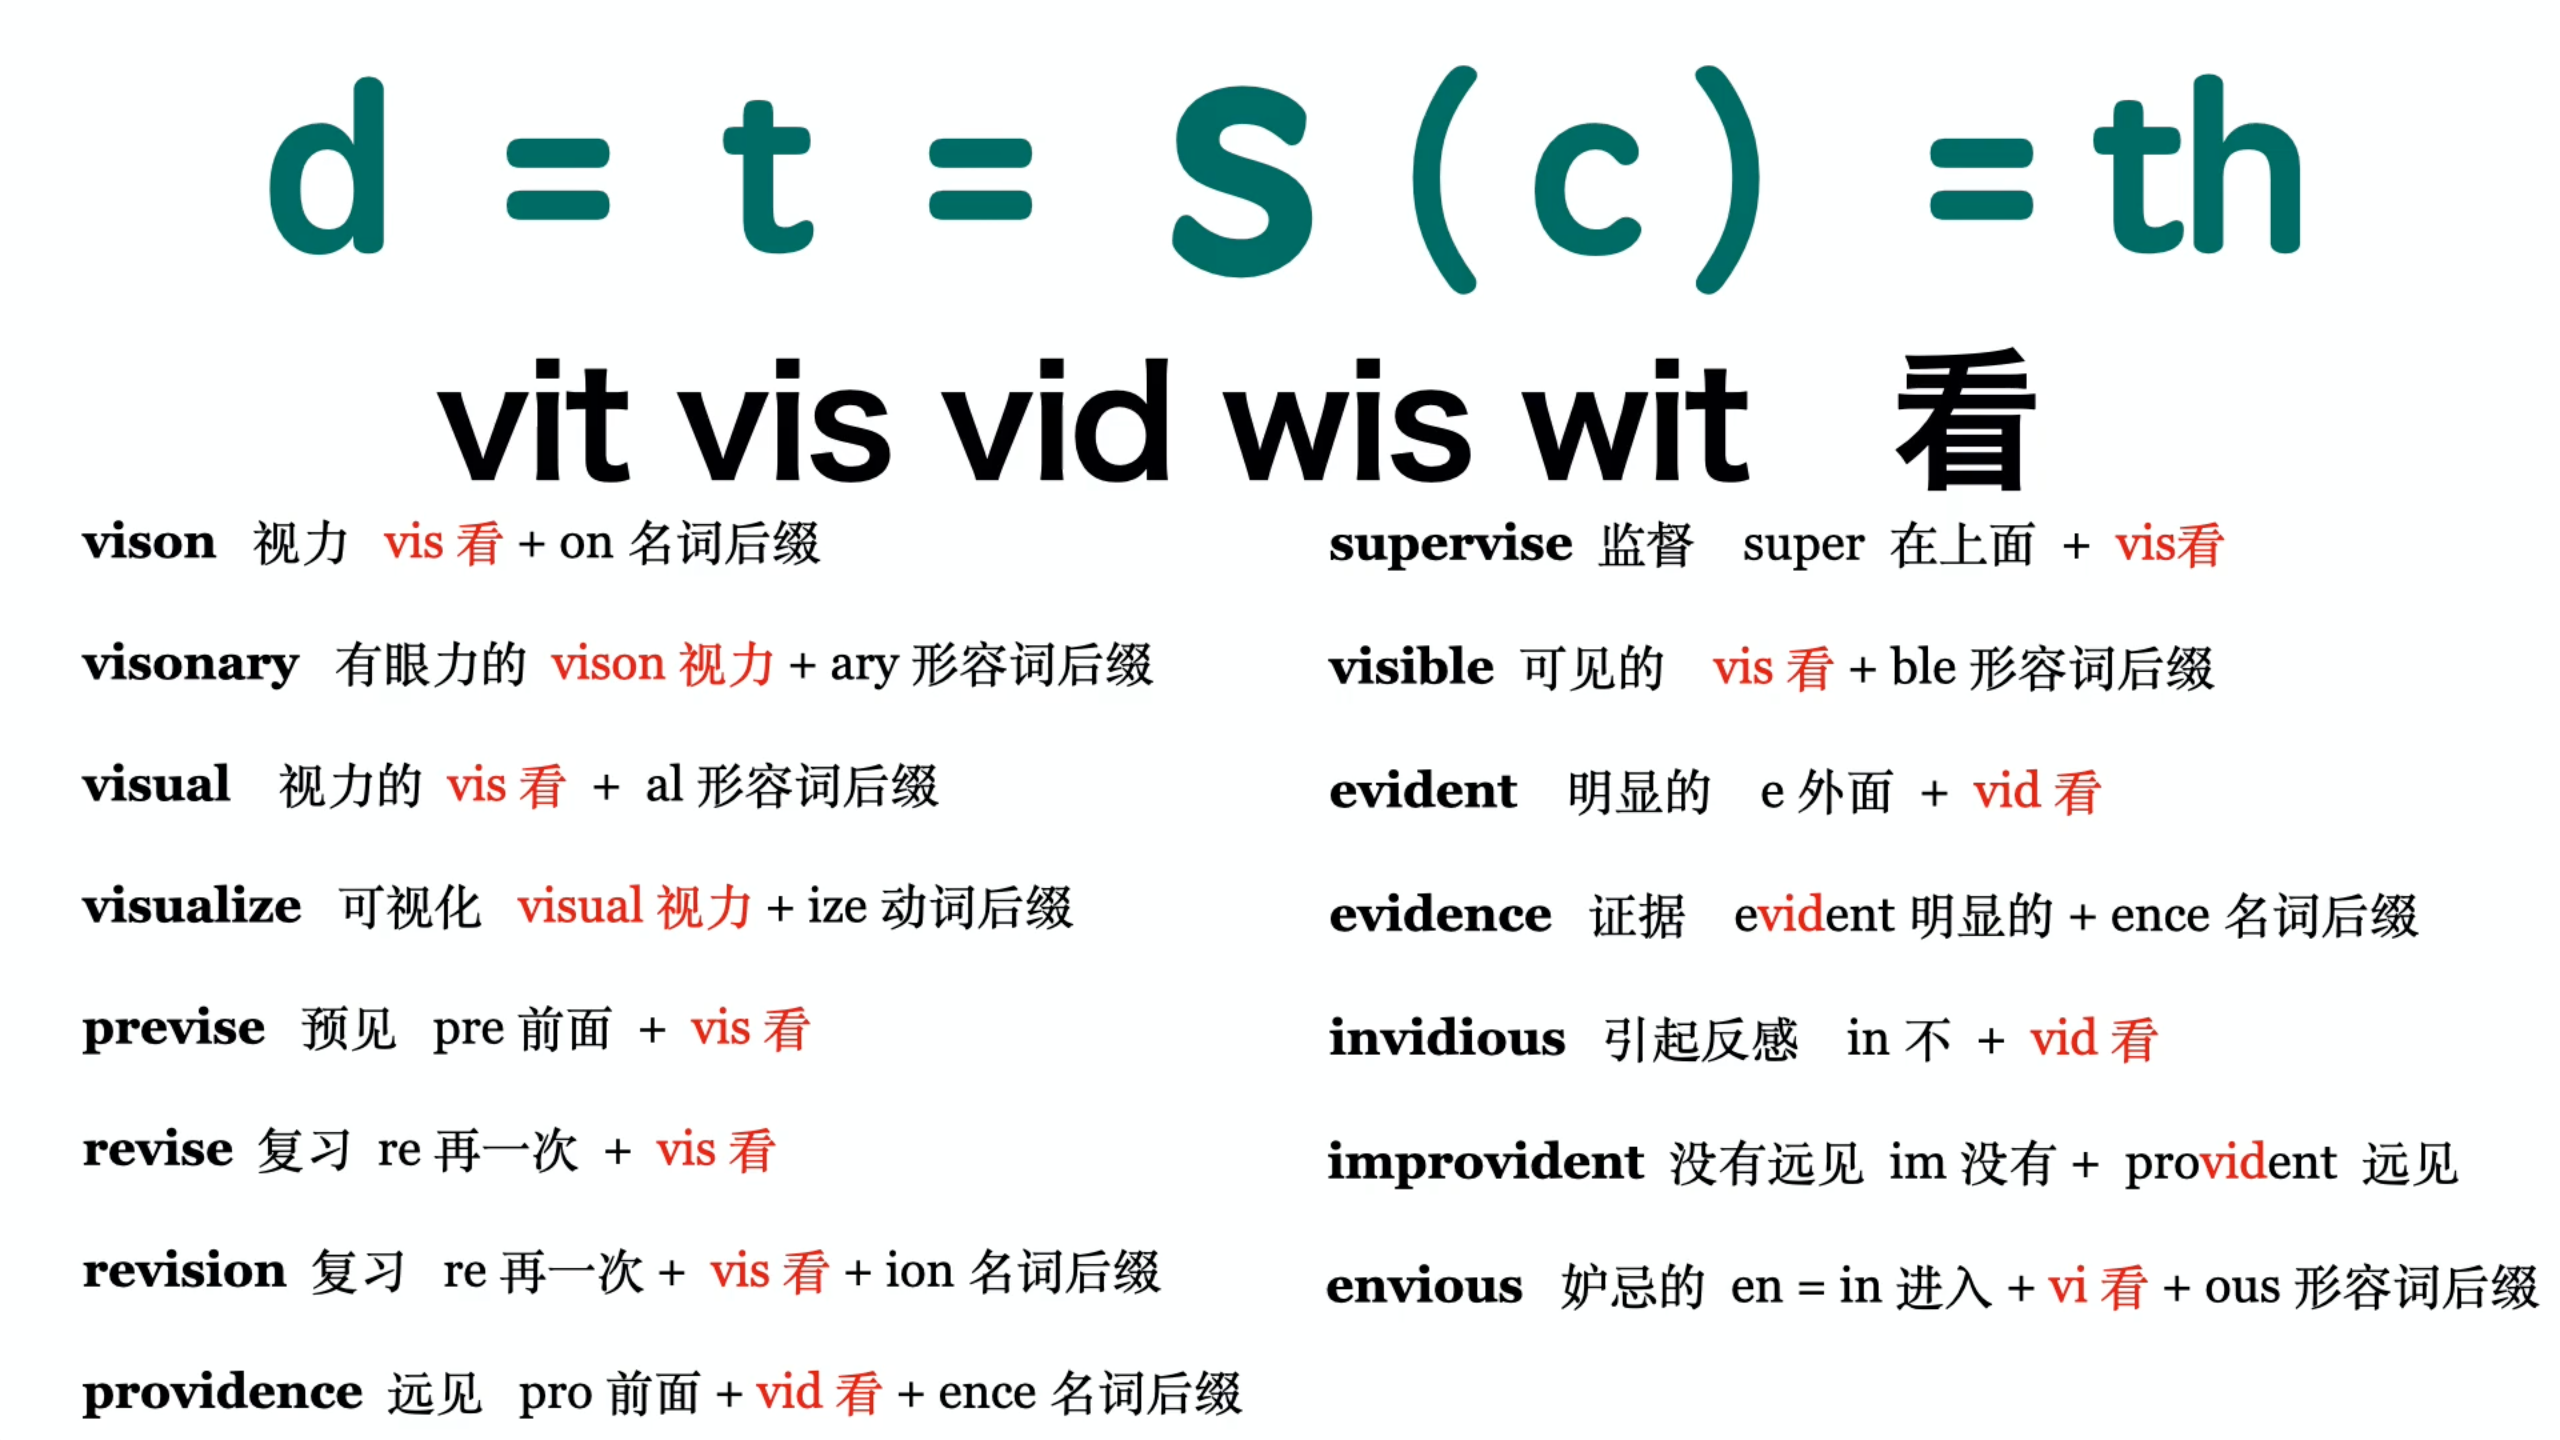 d = t = S (c) = th
vit vis vid wis wit 看
vison 视力 vis 看 + on 名词后缀
visonary 有眼力的 vison 视力 + ary 形容词后缀
visual 视力的 vis 看 + al 形容词后缀
visualize 可视化 visual 视力 + ize 动词后缀
previse 预见 pre 前面 + vis 看
revise 复习 re 再一次 + vis 看
revision 复习 re 再一次 + vis 看 + ion 名词后缀
providence 远见 pro 前面 + vid 看 + ence 名词后缀
supervise 监督 super 在上面 + vis看
visible 可见的 vis 看 + ble 形容词后缀
evident 明显的 e 外面 + vid 看
evidence 证据 evident 明显的 + ence 名词后缀
invidious 引起反感 in 不 + vid 看
improvident 没有远见 im 没有 + provident 远见
envious 妒忌的 en = in 进入 + vi 看 + ous 形容词后缀